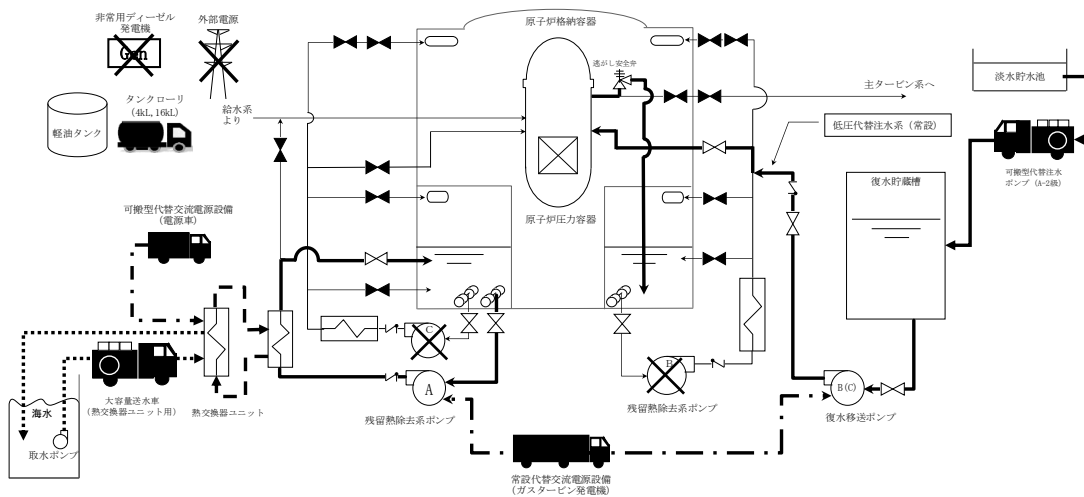 非常用ディーゼル
発電機
Gen
外部電源
タンクローリ
(4kL, 16kL)
軽油タンク
給水系
より
原子炉格納容器
逃がし安全弁
主タービン系へ
淡水貯水池
低圧代替注水系（常設）
可搬型代替注水
ポンプ（A-2級）
復水貯蔵槽
原子炉圧力容器
可搬型代替交流電源設備
（電源車）
C
B
A
B (C)
海水
取水ポンプ
大容量送水車
（熱交換器ユニット用）
熱交換器ユニット
残留熱除去系ポンプ
残留熱除去系ポンプ
復水移送ポンプ
常設代替交流電源設備
（ガスタービン発電機）